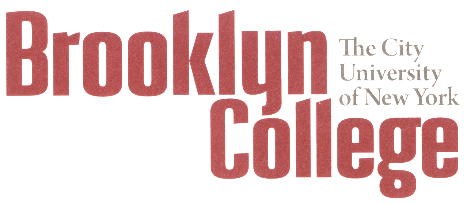 Brooklyn
College
The City
University
of New York